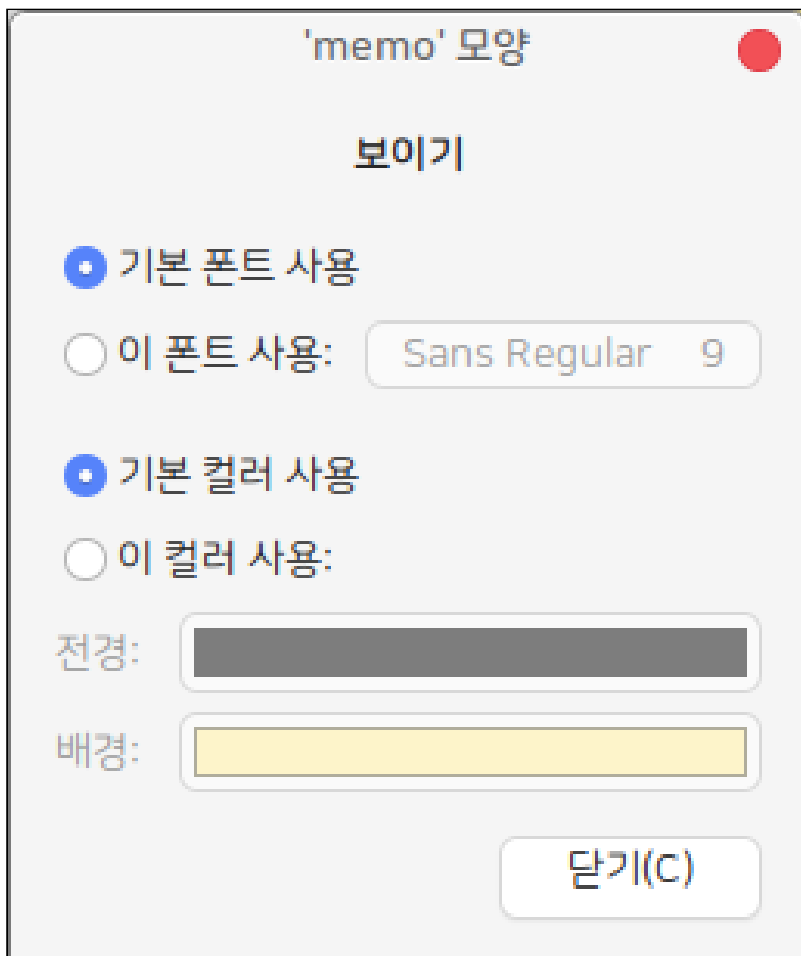 'memo' 모양
보이기
기본 폰트 사용
이 폰트 사용: Sans Regular 9
기본 컬러 사용
이 컬러 사용:
전경:
배경:
닫기(C)